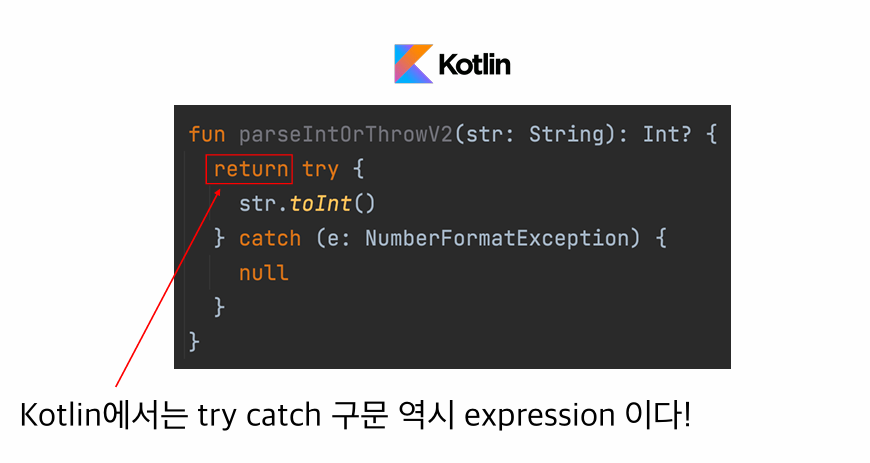 Kotlin
fun parseIntOrThrowV2(str: String): Int? {
return try {
str.toInt()
} catch (e: NumberFormatException) {
null
}
}
Kotlin에서는 try catch 구문 역시 expression 이다!